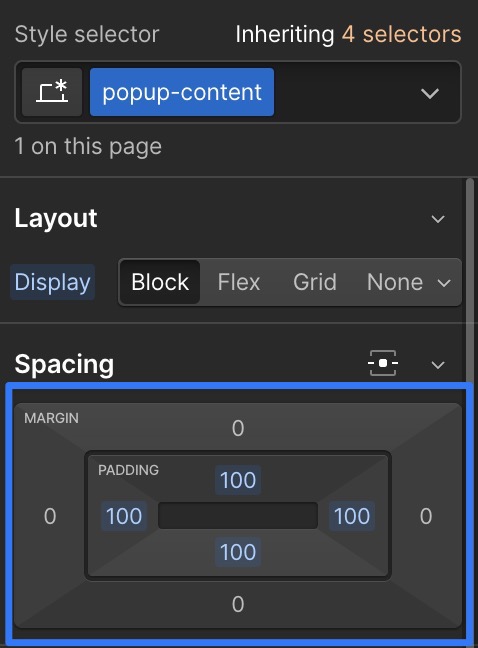 Style selector Inheriting 4 selectors
popup-content
1 on this page
Layout
Display Block Flex Grid None
Spacing
MARGIN
0
PADDING
100
0 100 100 0
100
0